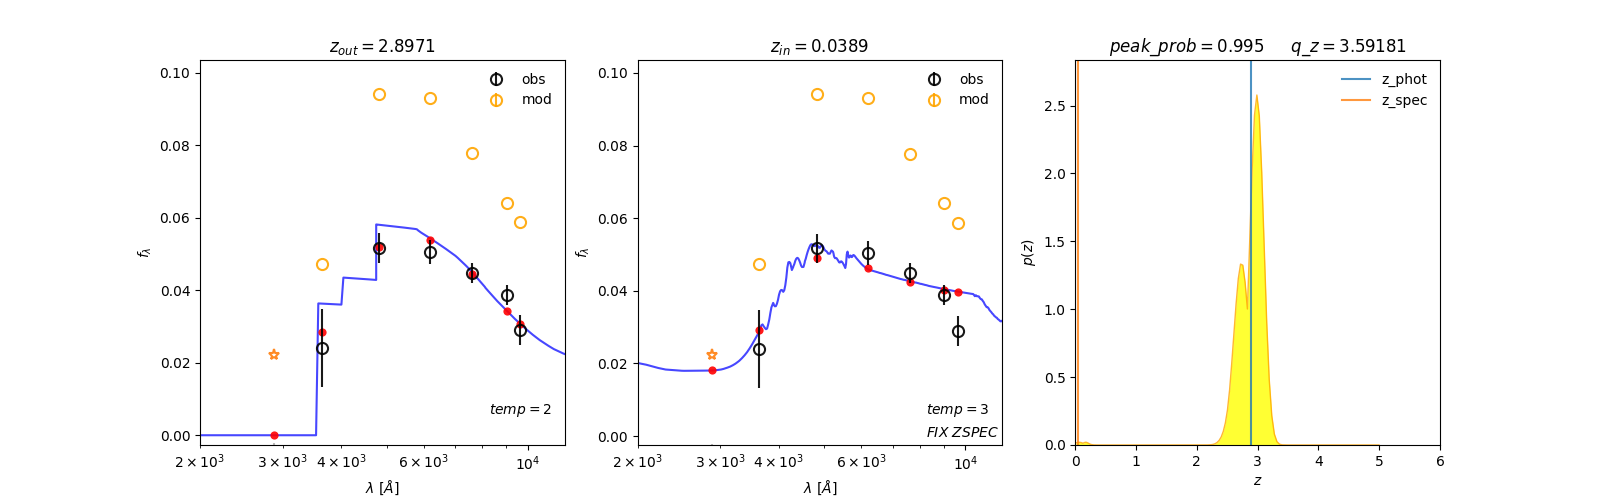 z_out = 2.8971
0.10
0.08
0.06
0.04
0.02
0.00
f_λ
obs
mod
temp = 2
2 × 10³ 3 × 10³ 4 × 10³ 6 × 10³ 10⁴
λ [Å]
z_in = 0.0389
0.10
0.08
0.06
0.04
0.02
0.00
f_λ
obs
mod
temp = 3
FIX ZSPEC
2 × 10³ 3 × 10³ 4 × 10³ 6 × 10³ 10⁴
λ [Å]
peak_prob = 0.995 q_z = 3.59181
2.5
2.0
1.5
1.0
0.5
0.0
p(z)
z_phot
z_spec
0 1 2 3 4 5 6
z